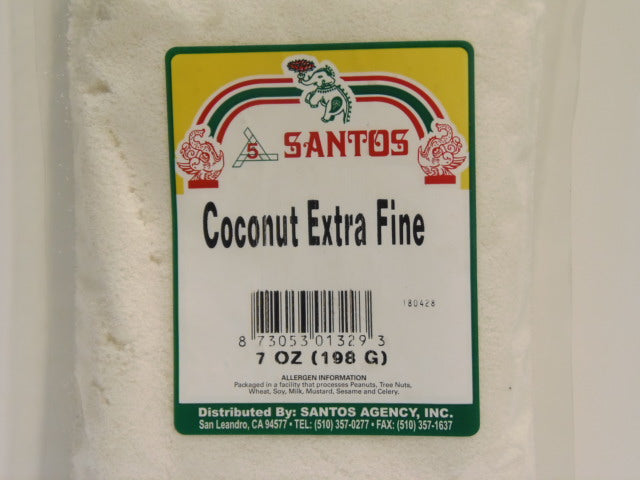 5
SANTOS
Coconut Extra Fine
180428
8 73053 01329 3
7 OZ (198 G)
ALLERGEN INFORMATION
Packaged in a facility that processes Peanuts, Tree Nuts,
Wheat, Soy, Milk, Mustard, Sesame and Celery.
Distributed By: SANTOS AGENCY, INC.
San Leandro, CA 94577 • TEL: (510) 357-0277 • FAX: (510) 357-1637